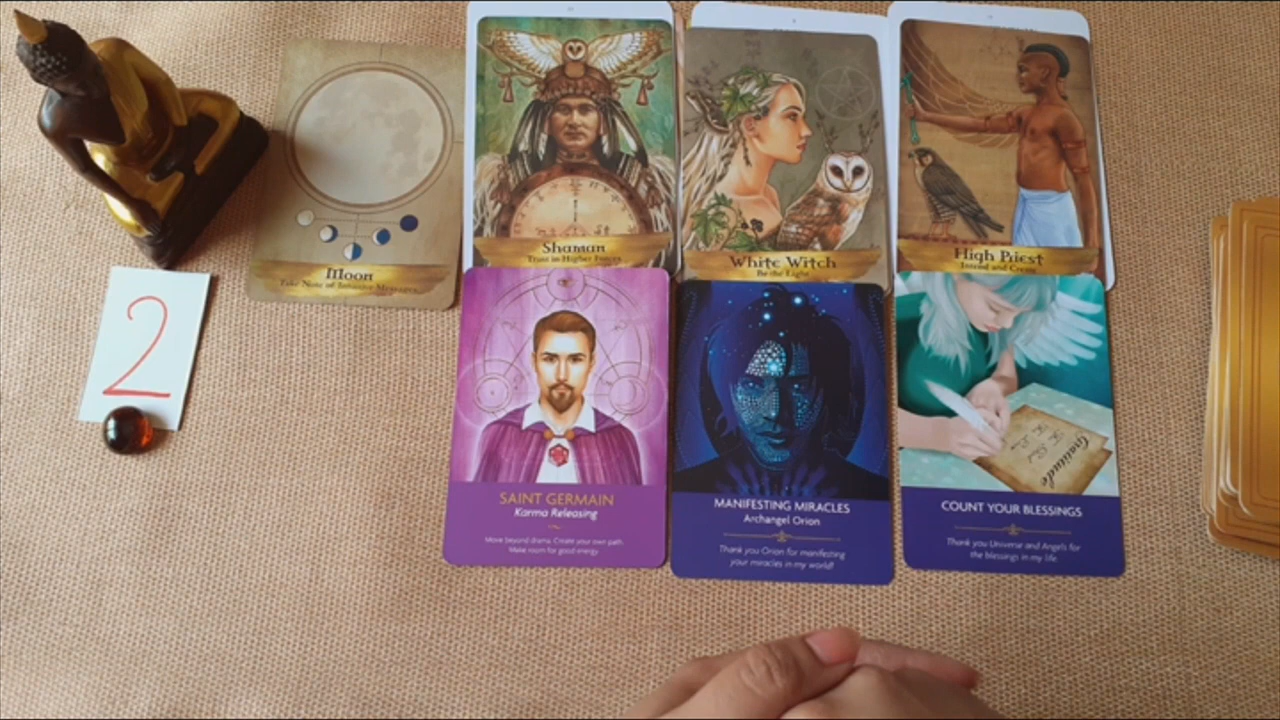 2
Moon
Take Note of Intuitive Messages
Shaman
Trust in Higher Forces
White Witch
Be the Light
High Priest
Intend and Create
SAINT GERMAIN
Karma Releasing
Move beyond drama. Create your own path.
Make room for good energy
MANIFESTING MIRACLES
Archangel Orion
Thank you Orion for manifesting
your miracles in my world!
Gratitude
COUNT YOUR BLESSINGS
Thank you Universe and Angels for
the blessings in my life.